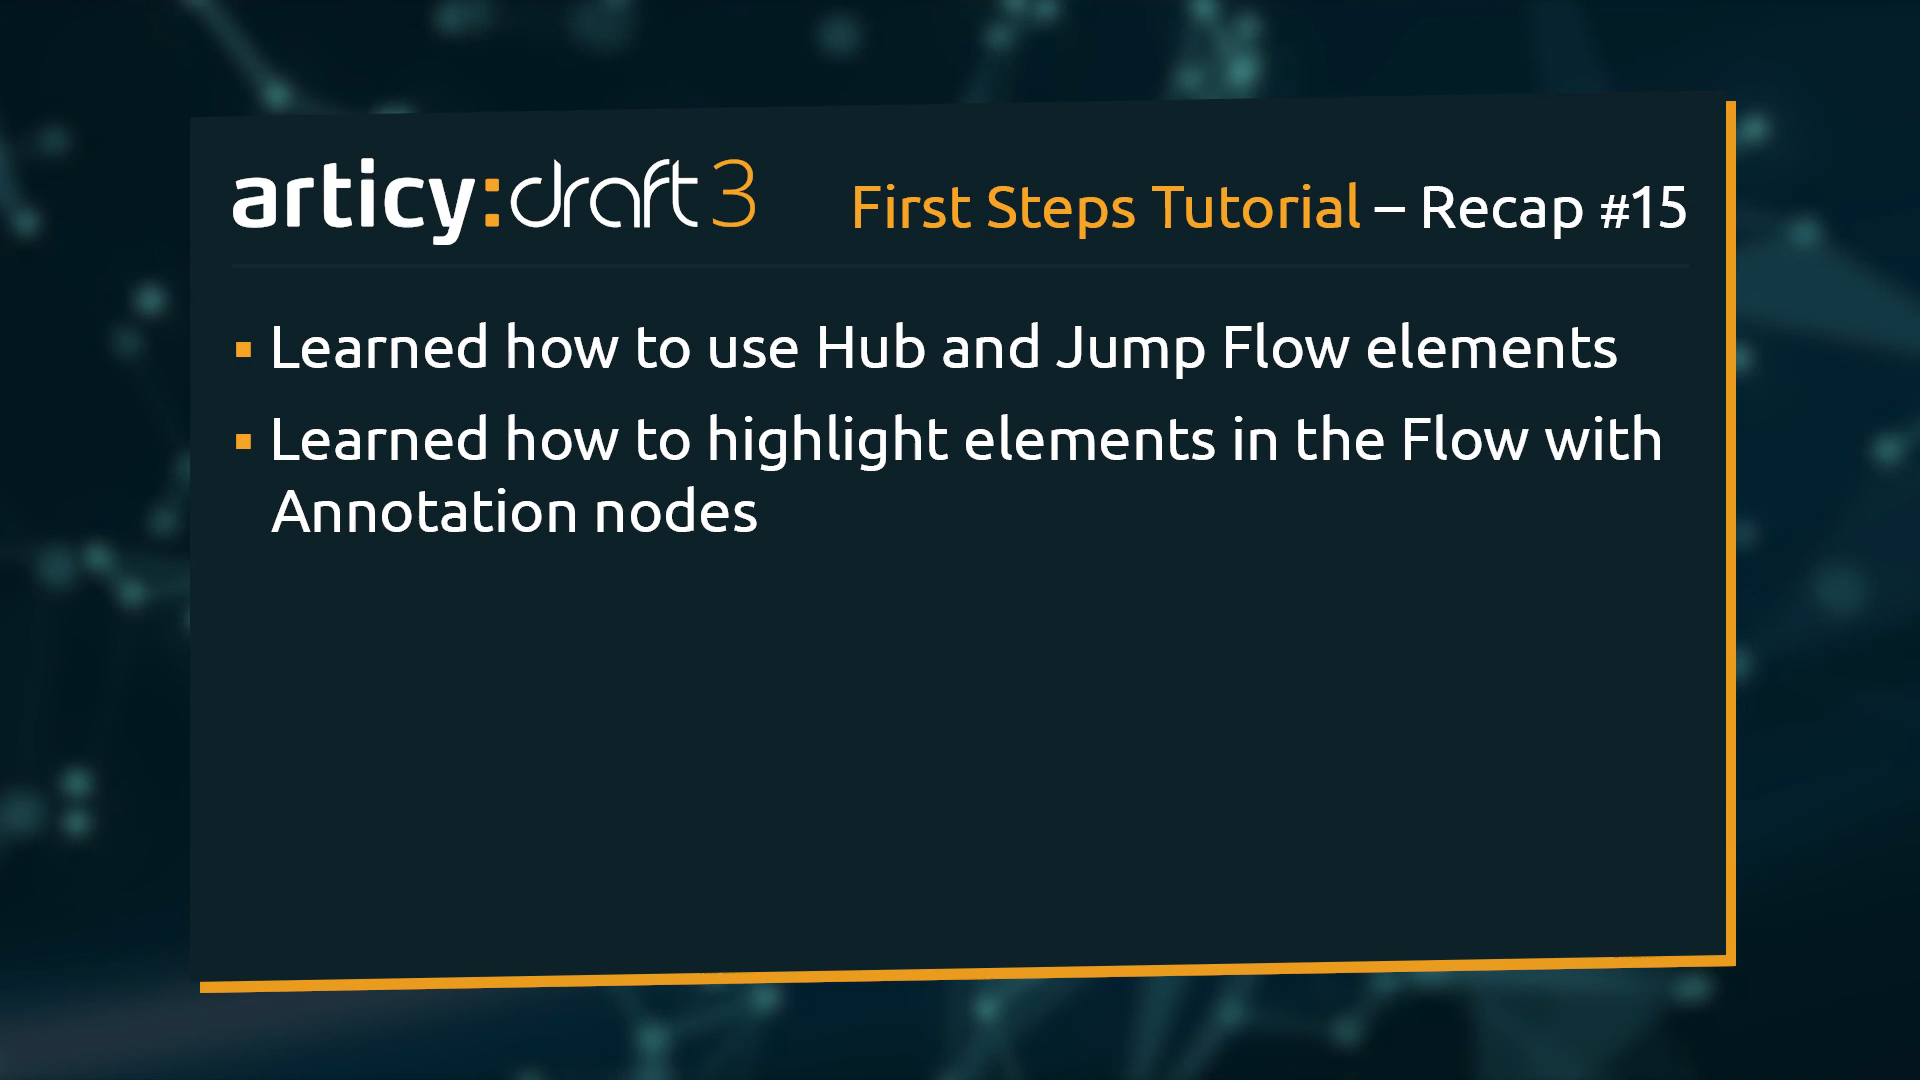 articy:draft 3
First Steps Tutorial – Recap #15
▪ Learned how to use Hub and Jump Flow elements
▪ Learned how to highlight elements in the Flow with
Annotation nodes